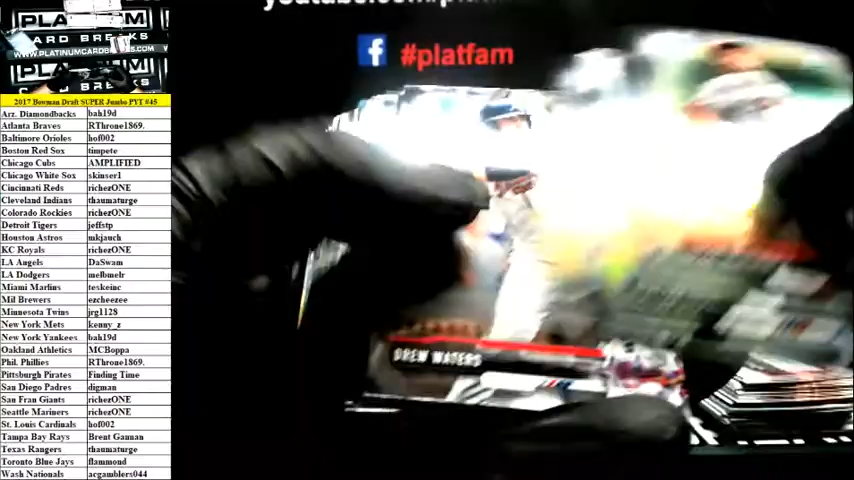 youtube.com/platin
#platfam
PLATINUM
CARD BREAKS
WWW.PLATINUMCARDBREAKS.COM
2017 Bowman Draft SUPER Jumbo PYT #45
Arz. Diamondbacks bah19d
Atlanta Braves RThrone1869.
Baltimore Orioles hof002
Boston Red Sox timpete
Chicago Cubs AMPLIFIED
Chicago White Sox skinser1
Cincinnati Reds richezONE
Cleveland Indians thaumaturge
Colorado Rockies richezONE
Detroit Tigers jeffstp
Houston Astros mkjauch
KC Royals richezONE
LA Angels DaSwam
LA Dodgers melbmelr
Miami Marlins teskeinc
Mil Brewers ezcheezee
Minnesota Twins jrg1128
New York Mets kenny_z
New York Yankees bah19d
Oakland Athletics MCBoppa
Phil. Phillies RThrone1869.
Pittsburgh Pirates Finding Time
San Diego Padres digman
San Fran Giants richezONE
Seattle Mariners richezONE
St. Louis Cardinals hof002
Tampa Bay Rays Brent Gannan
Texas Rangers thaumaturge
Toronto Blue Jays flammond
Wash Nationals acgamblers044
DREW WATERS